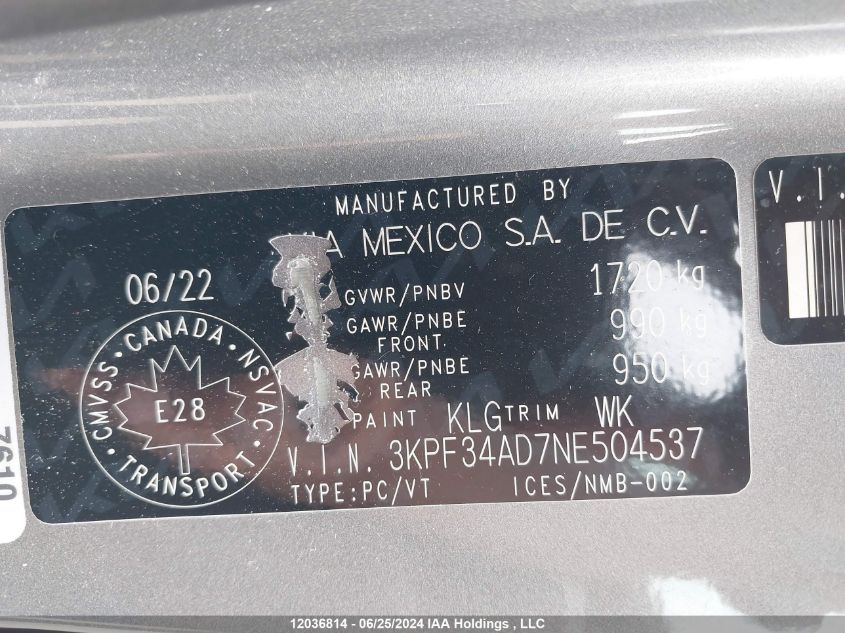 MANUFACTURED BY
MEXICO S.A. DE C.V.
06/22
GVWR/PNBV 1720 kg
GAWR/PNBE FRONT. 990 kg
GAWR/PNBE REAR 950 kg
PAINT KLG TRIM WK
V.I.N. 3KPF34AD7NE504537
TYPE:PC/VT ICES/NMB-002
CMVSS · CANADA · NSVAC · TRANSPORT ·
E28
V.I.
7610
12036814 - 06/25/2024 IAA Holdings , LLC